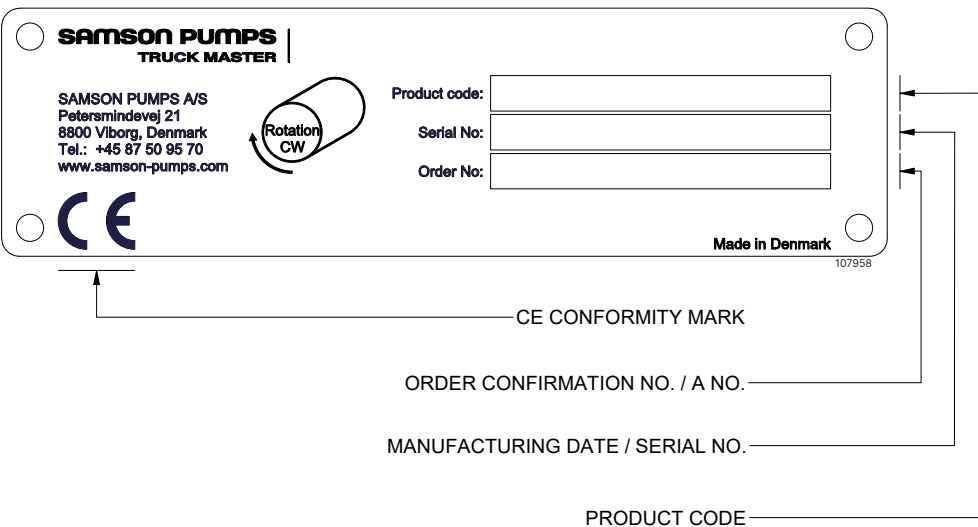 SAMSON PUMPS
TRUCK MASTER
SAMSON PUMPS A/S
Petersmindevej 21
8800 Viborg, Denmark
Tel.: +45 87 50 95 70
www.samson-pumps.com
Rotation
CW
Product code:
Serial No:
Order No:
CE
Made in Denmark
107958
CE CONFORMITY MARK
ORDER CONFIRMATION NO. / A NO.
MANUFACTURING DATE / SERIAL NO.
PRODUCT CODE